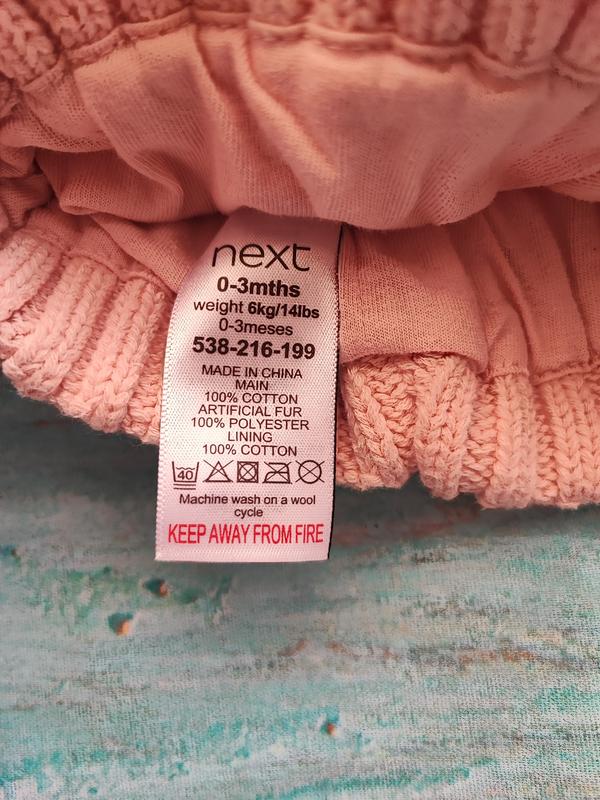 next
0-3mths
weight 6kg/14lbs
0-3meses
538-216-199
MADE IN CHINA
MAIN
100% COTTON
ARTIFICIAL FUR
100% POLYESTER
LINING
100% COTTON
40
Machine wash on a wool
cycle
KEEP AWAY FROM FIRE